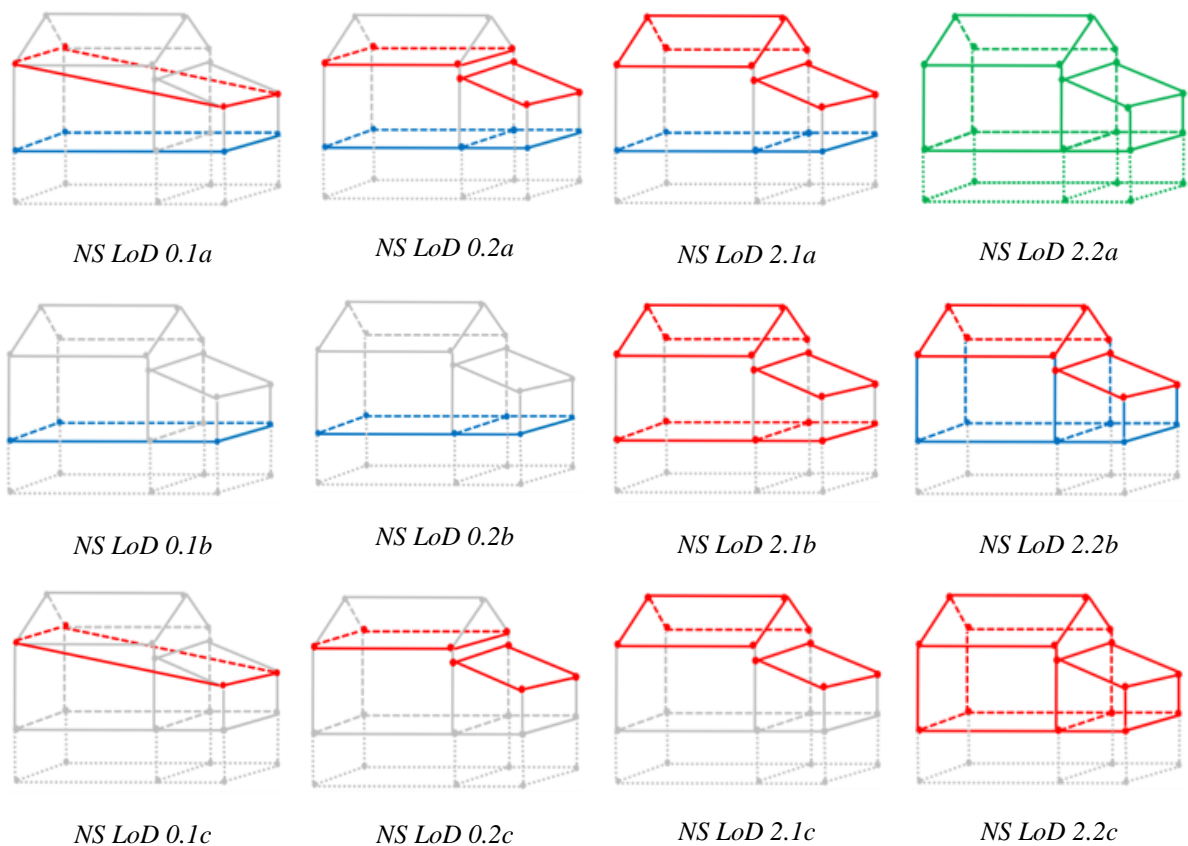 NS LoD 0.1a
NS LoD 0.2a
NS LoD 2.1a
NS LoD 2.2a
NS LoD 0.1b
NS LoD 0.2b
NS LoD 2.1b
NS LoD 2.2b
NS LoD 0.1c
NS LoD 0.2c
NS LoD 2.1c
NS LoD 2.2c